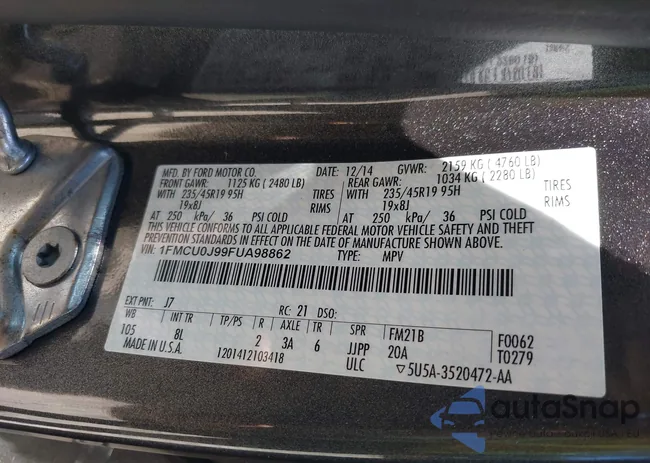 MFD. BY FORD MOTOR CO. 12/14 GVWR: 2159 KG ( 4760 LB)
FRONT GAWR: 1125 KG ( 2480 LB) REAR GAWR: 1034 KG ( 2280 LB)
WITH 235/45R19 95H TIRES WITH 235/45R19 95H TIRES
19x8J RIMS 19x8J RIMS
AT 250 kPa/ 36 PSI COLD AT 250 kPa/ 36 PSI COLD
THIS VEHICLE CONFORMS TO ALL APPLICABLE FEDERAL MOTOR VEHICLE SAFETY AND THEFT
PREVENTION STANDARDS IN EFFECT ON THE DATE OF MANUFACTURE SHOWN ABOVE.
VIN: 1FMCU0J99FUA98862 TYPE: MPV
EXT PNT: J7 RC: 21 DSO:
INT TR TP/PS R AXLE TR SPR FM21B F0062
105 8L 2 3A 6 JJPP 20A T0279
MADE IN U.S.A. 1201412103418 ULC ▽5U5A-3520472-AA
autoSnap